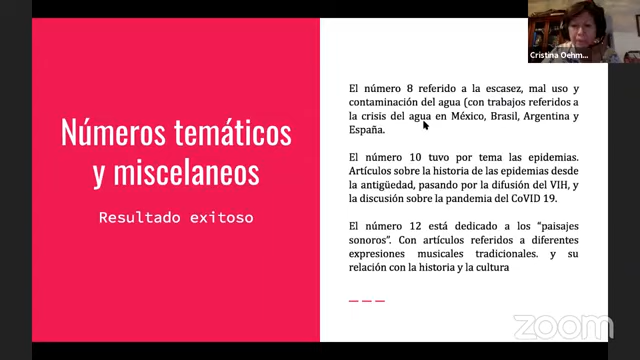 Cristina Oehm...
Números temáticos
y miscelaneos
Resultado exitoso
El número 8 referido a la escasez, mal uso y
contaminación del agua (con trabajos referidos a
la crisis del agua en México, Brasil, Argentina y
España.
El número 10 tuvo por tema las epidemias.
Artículos sobre la historia de las epidemias desde
la antigüedad, pasando por la difusión del VIH, y
la discusión sobre la pandemia del CoVID 19.
El número 12 está dedicado a los “paisajes
sonoros”. Con artículos referidos a diferentes
expresiones musicales tradicionales. y su
relación con la historia y la cultura
zoom